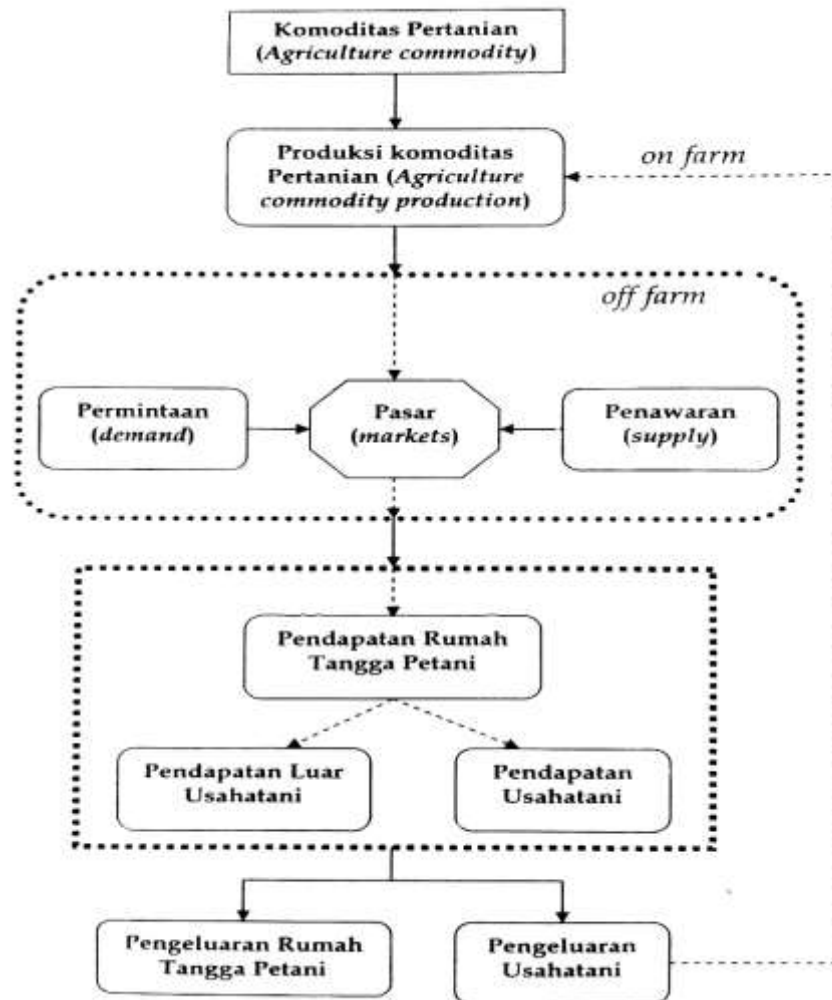 Komoditas Pertanian
(Agriculture commodity)
Produksi komoditas
Pertanian (Agriculture
commodity production)
on farm
off farm
Permintaan
(demand)
Pasar
(markets)
Penawaran
(supply)
Pendapatan Rumah
Tangga Petani
Pendapatan Luar
Usahatani
Pendapatan
Usahatani
Pengeluaran Rumah
Tangga Petani
Pengeluaran
Usahatani